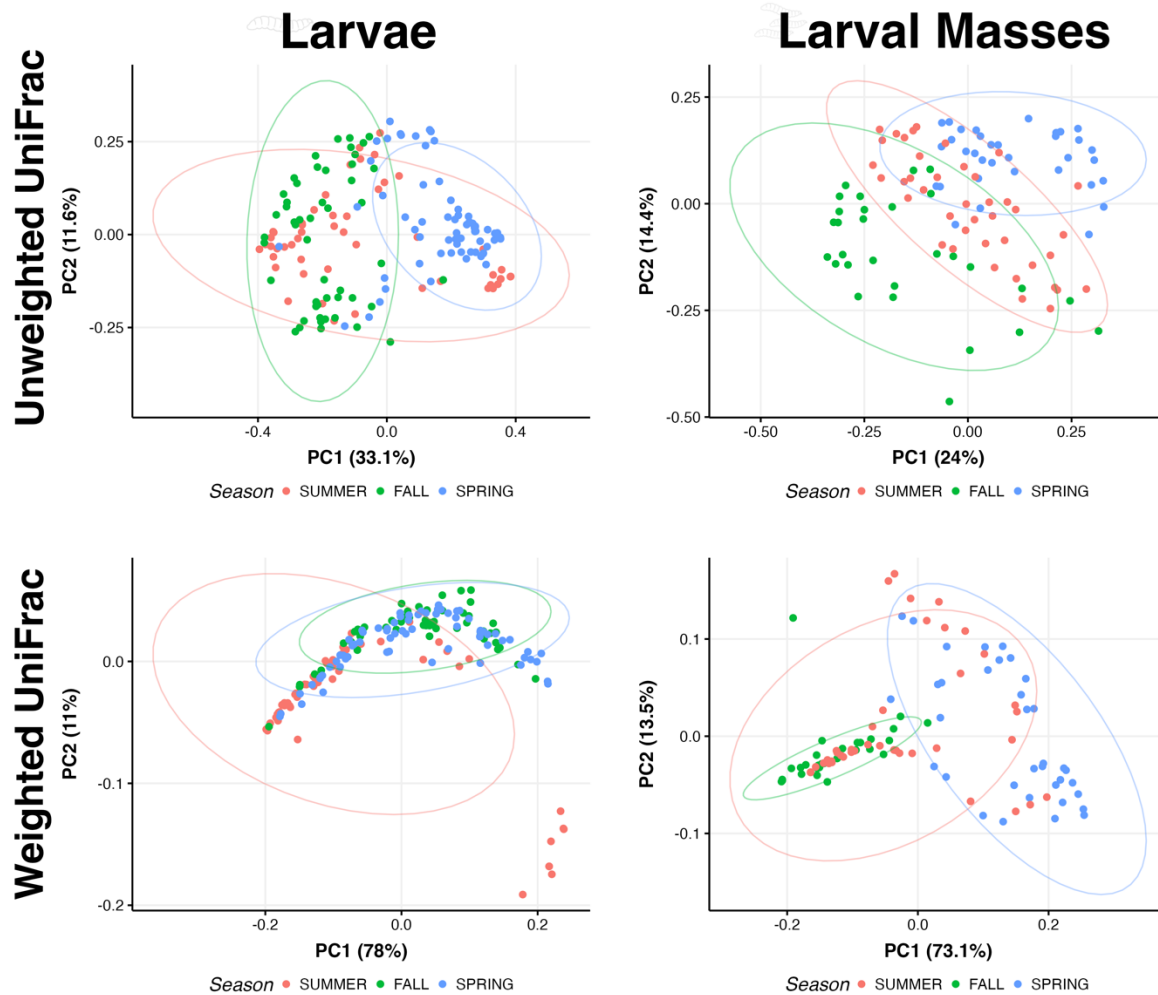 Larvae
Larval Masses
Unweighted UniFrac
PC2 (11.6%)
0.25
0.00
-0.25
-0.4
0.0
0.4
PC1 (33.1%)
Season SUMMER FALL SPRING
PC2 (14.4%)
0.25
0.00
-0.25
-0.50
-0.50
-0.25
0.00
0.25
PC1 (24%)
Season SUMMER FALL SPRING
Weighted UniFrac
PC2 (11%)
0.0
-0.1
-0.2
-0.2
0.0
0.2
PC1 (78%)
Season SUMMER FALL SPRING
PC2 (13.5%)
0.1
0.0
-0.1
-0.2
0.0
0.2
PC1 (73.1%)
Season SUMMER FALL SPRING